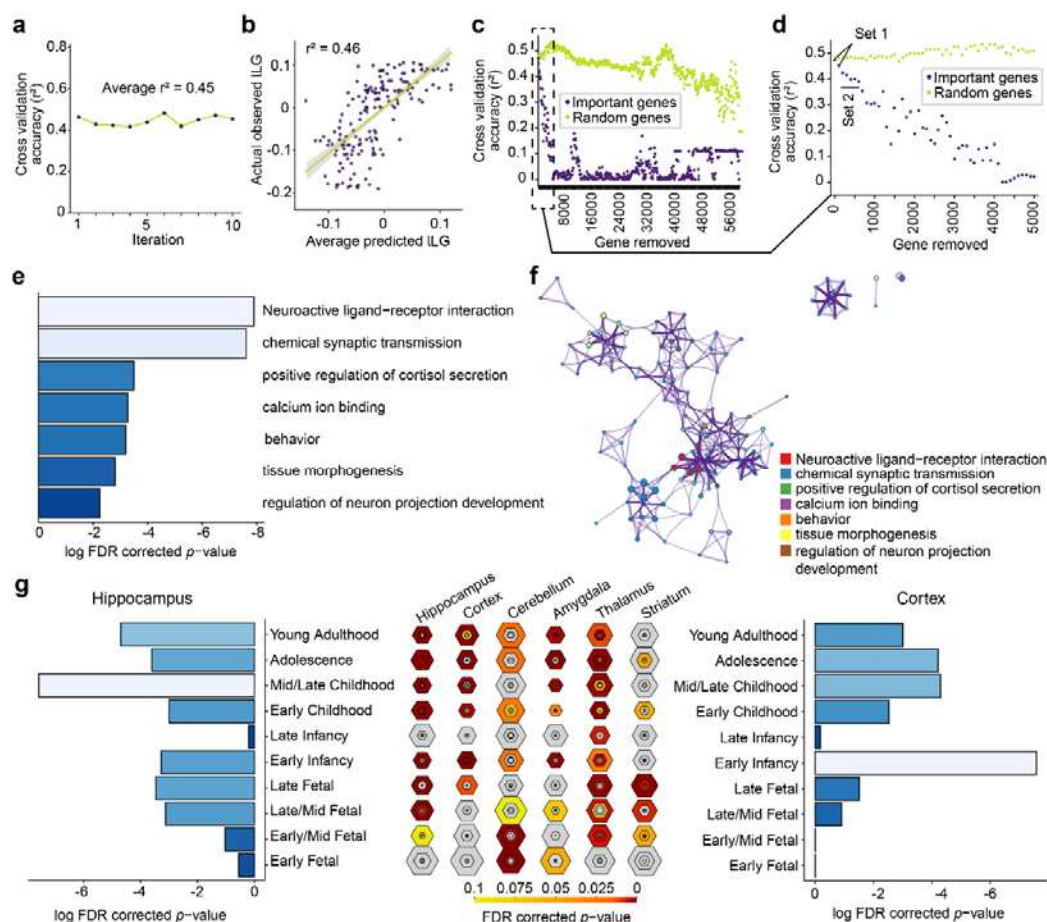 a
0.8
0.6
0.4
0.2
0
Cross validation
accuracy (r²)
Average r² = 0.45
1
5
10
Iteration
b
r² = 0.46
0.1
0
-0.1
-0.2
Actual observed ILG
-0.1
0
0.1
Average predicted ILG
c
0.5
0.4
0.3
0.2
0.1
0
Cross validation
accuracy (r²)
Important genes
Random genes
8000
16000
24000
32000
40000
48000
56000
Gene removed
d
Set 1
Set 2
0.5
0.4
0.3
0.2
0.1
0
Cross validation
accuracy (r²)
Important genes
Random genes
0
1000
2000
3000
4000
5000
Gene removed
e
Neuroactive ligand−receptor interaction
chemical synaptic transmission
positive regulation of cortisol secretion
calcium ion binding
behavior
tissue morphogenesis
regulation of neuron projection development
0 -2 -4 -6 -8
log FDR corrected p−value
f
Neuroactive ligand−receptor interaction
chemical synaptic transmission
positive regulation of cortisol secretion
calcium ion binding
behavior
tissue morphogenesis
regulation of neuron projection
development
g
Hippocampus
Young Adulthood
Adolescence
Mid/Late Childhood
Early Childhood
Late Infancy
Early Infancy
Late Fetal
Late/Mid Fetal
Early/Mid Fetal
Early Fetal
-6 -4 -2 0
log FDR corrected p−value
Hippocampus
Cortex
Cerebellum
Amygdala
Thalamus
Striatum
0.1 0.075 0.05 0.025 0
FDR corrected p−value
Cortex
Young Adulthood
Adolescence
Mid/Late Childhood
Early Childhood
Late Infancy
Early Infancy
Late Fetal
Late/Mid Fetal
Early/Mid Fetal
Early Fetal
0 -2 -4 -6
log FDR corrected p−value